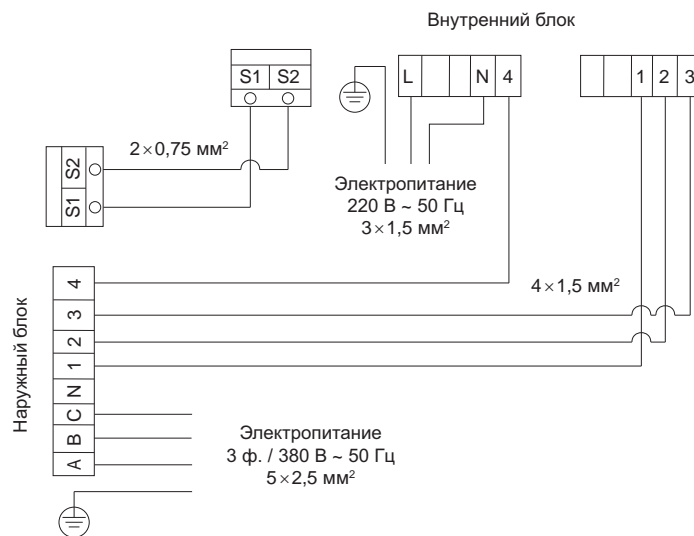 Внутренний блок
S1 S2
L N 4
1 2 3
2×0,75 мм²
S2
S1
Электропитание
220 В ~ 50 Гц
3×1,5 мм²
4×1,5 мм²
Наружный блок
4
3
2
1
N
C
B
A
Электропитание
3 ф. / 380 В ~ 50 Гц
5×2,5 мм²